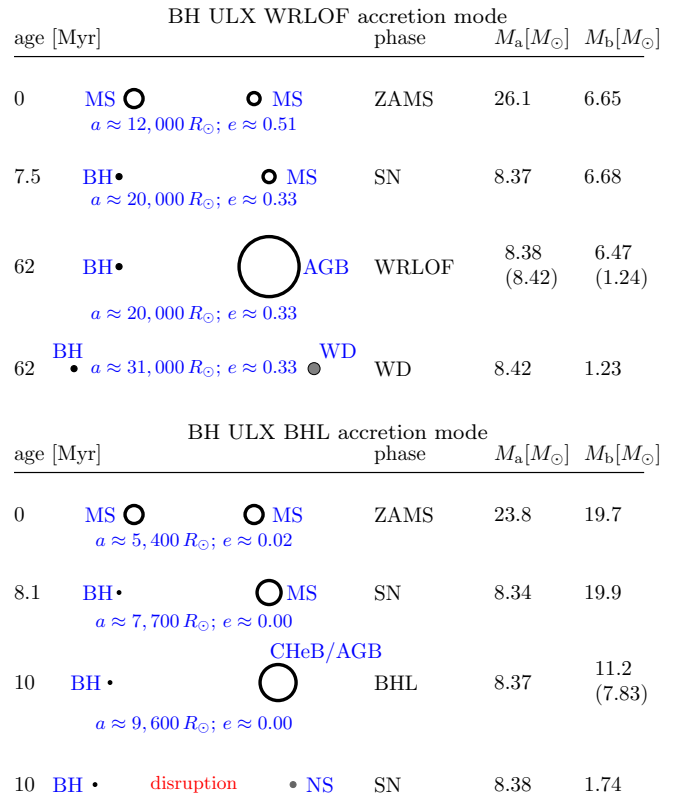 BH ULX WRLOF accretion mode
age [Myr] phase M_a[M_⊙] M_b[M_⊙]
0 MS MS ZAMS 26.1 6.65
a ≈ 12, 000 R_⊙; e ≈ 0.51
7.5 BH MS SN 8.37 6.68
a ≈ 20, 000 R_⊙; e ≈ 0.33
62 BH AGB WRLOF 8.38 (8.42) 6.47 (1.24)
a ≈ 20, 000 R_⊙; e ≈ 0.33
BH WD
62 a ≈ 31, 000 R_⊙; e ≈ 0.33 WD 8.42 1.23
BH ULX BHL accretion mode
age [Myr] phase M_a[M_⊙] M_b[M_⊙]
0 MS MS ZAMS 23.8 19.7
a ≈ 5, 400 R_⊙; e ≈ 0.02
8.1 BH MS SN 8.34 19.9
a ≈ 7, 700 R_⊙; e ≈ 0.00
CHeB/AGB
10 BH BHL 8.37 11.2 (7.83)
a ≈ 9, 600 R_⊙; e ≈ 0.00
10 BH disruption NS SN 8.38 1.74